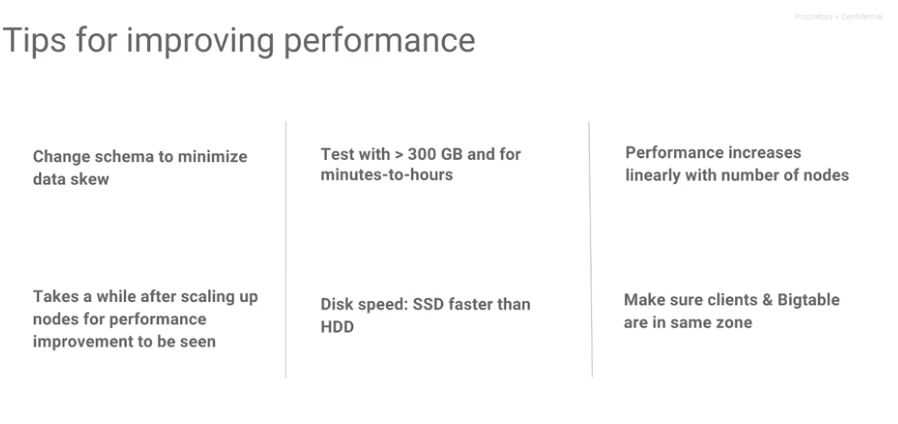 Proprietary + Confidential
Tips for improving performance
Change schema to minimize
data skew
Test with > 300 GB and for
minutes-to-hours
Performance increases
linearly with number of nodes
Takes a while after scaling up
nodes for performance
improvement to be seen
Disk speed: SSD faster than
HDD
Make sure clients & Bigtable
are in same zone